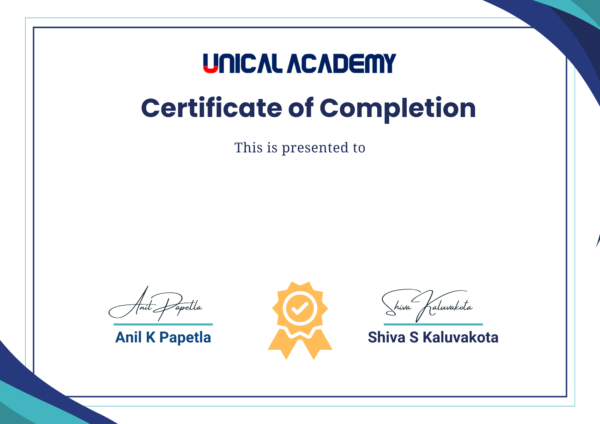 UNICAL ACADEMY
Certificate of Completion
This is presented to
Anil Papetla
Shiva Kaluvakota
Anil K Papetla
Shiva S Kaluvakota